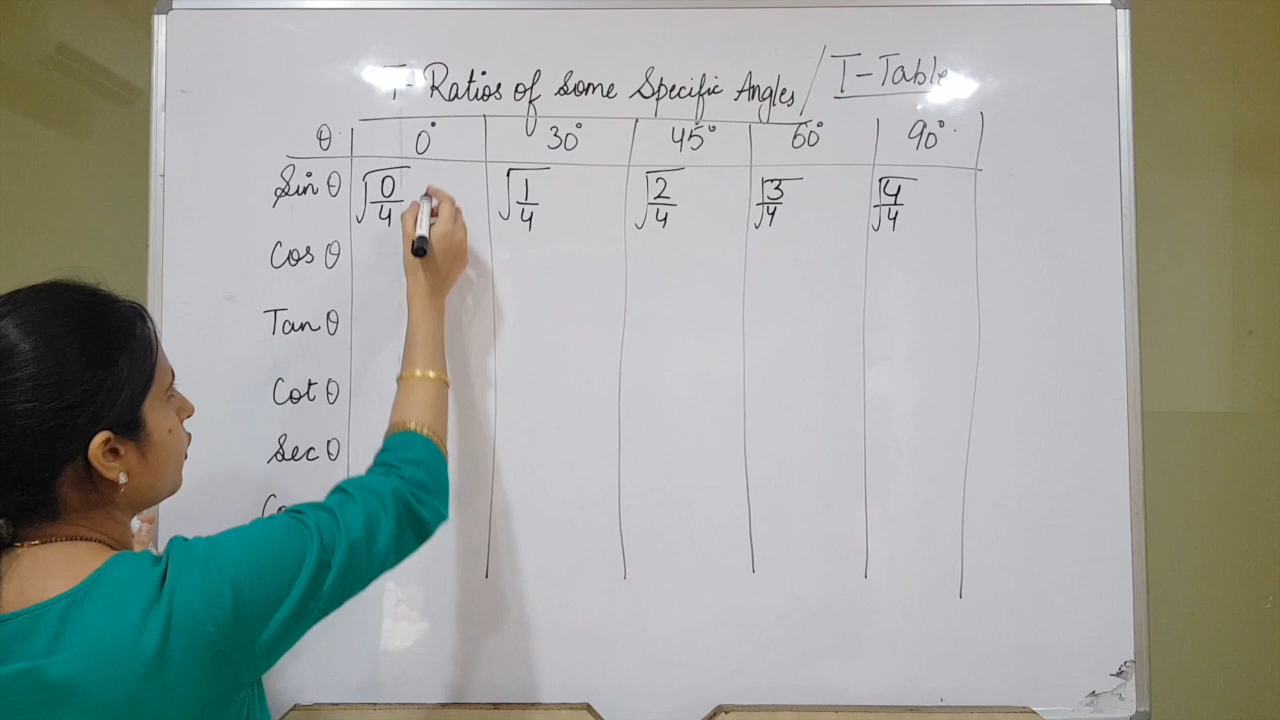 T-Ratios of Some Specific Angles / T-Table
θ 0° 30° 45° 60° 90°
Sin θ √0/4 √1/4 √2/4 √3/4 √4/4
Cos θ
Tan θ
Cot θ
Sec θ